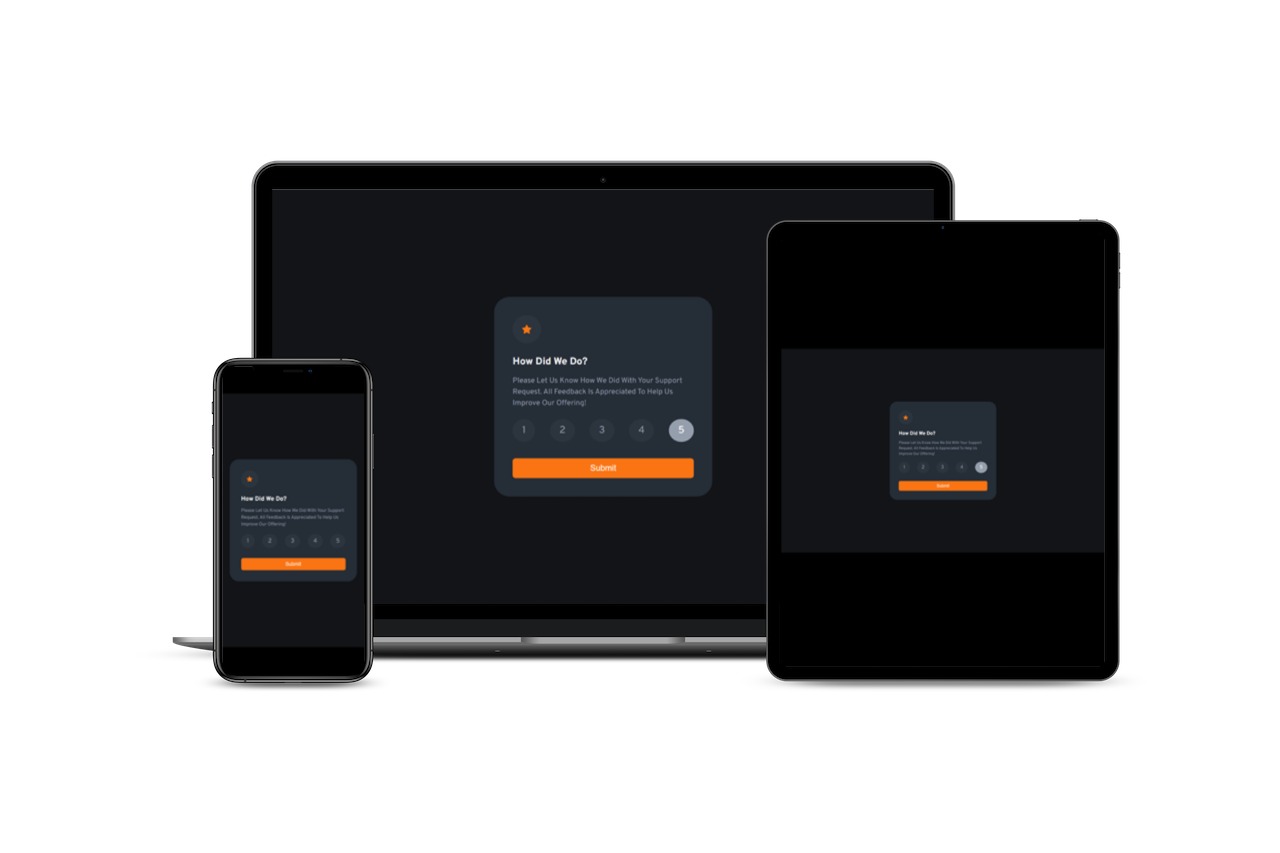 How Did We Do?
Please Let Us Know How We Did With Your Support
Request. All Feedback Is Appreciated To Help Us
Improve Our Offering!
1 2 3 4 5
Submit
How Did We Do?
Please Let Us Know How We Did With Your Support
Request. All Feedback Is Appreciated To Help Us
Improve Our Offering!
1 2 3 4 5
Submit
How Did We Do?
Please Let Us Know How We Did With Your Support
Request. All Feedback Is Appreciated To Help Us
Improve Our Offering!
1 2 3 4 5
Submit